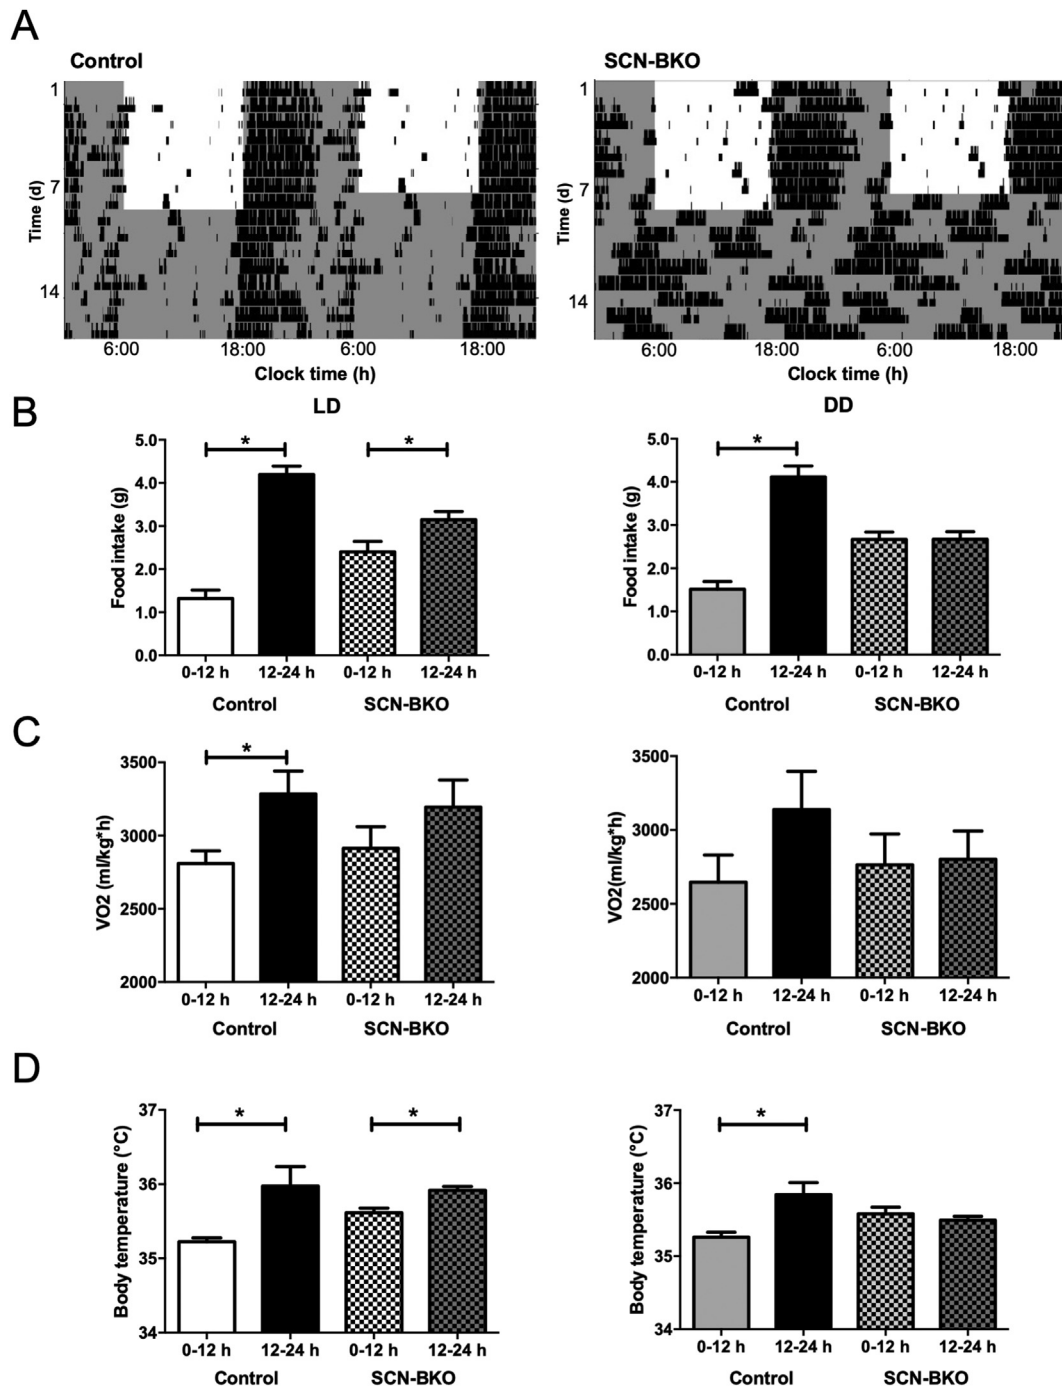 A
Control
SCN-BKO
1
7
14
Time (d)
6:00 18:00 6:00 18:00
Clock time (h)
1
7
14
Time (d)
6:00 18:00 6:00 18:00
Clock time (h)
B
LD
DD
5.0
4.0
3.0
2.0
1.0
0.0
Food intake (g)
* *
0-12 h 12-24 h 0-12 h 12-24 h
Control SCN-BKO
5.0
4.0
3.0
2.0
1.0
0.0
Food intake (g)
*
0-12 h 12-24 h 0-12 h 12-24 h
Control SCN-BKO
C
3500
3000
2500
2000
VO2 (ml/kg*h)
*
0-12 h 12-24 h 0-12 h 12-24 h
Control SCN-BKO
3500
3000
2500
2000
VO2(ml/kg*h)
0-12 h 12-24 h 0-12 h 12-24 h
Control SCN-BKO
D
37
36
35
34
Body temperature (°C)
* *
0-12 h 12-24 h 0-12 h 12-24 h
Control SCN-BKO
37
36
35
34
Body temperature (°C)
*
0-12 h 12-24 h 0-12 h 12-24 h
Control SCN-BKO